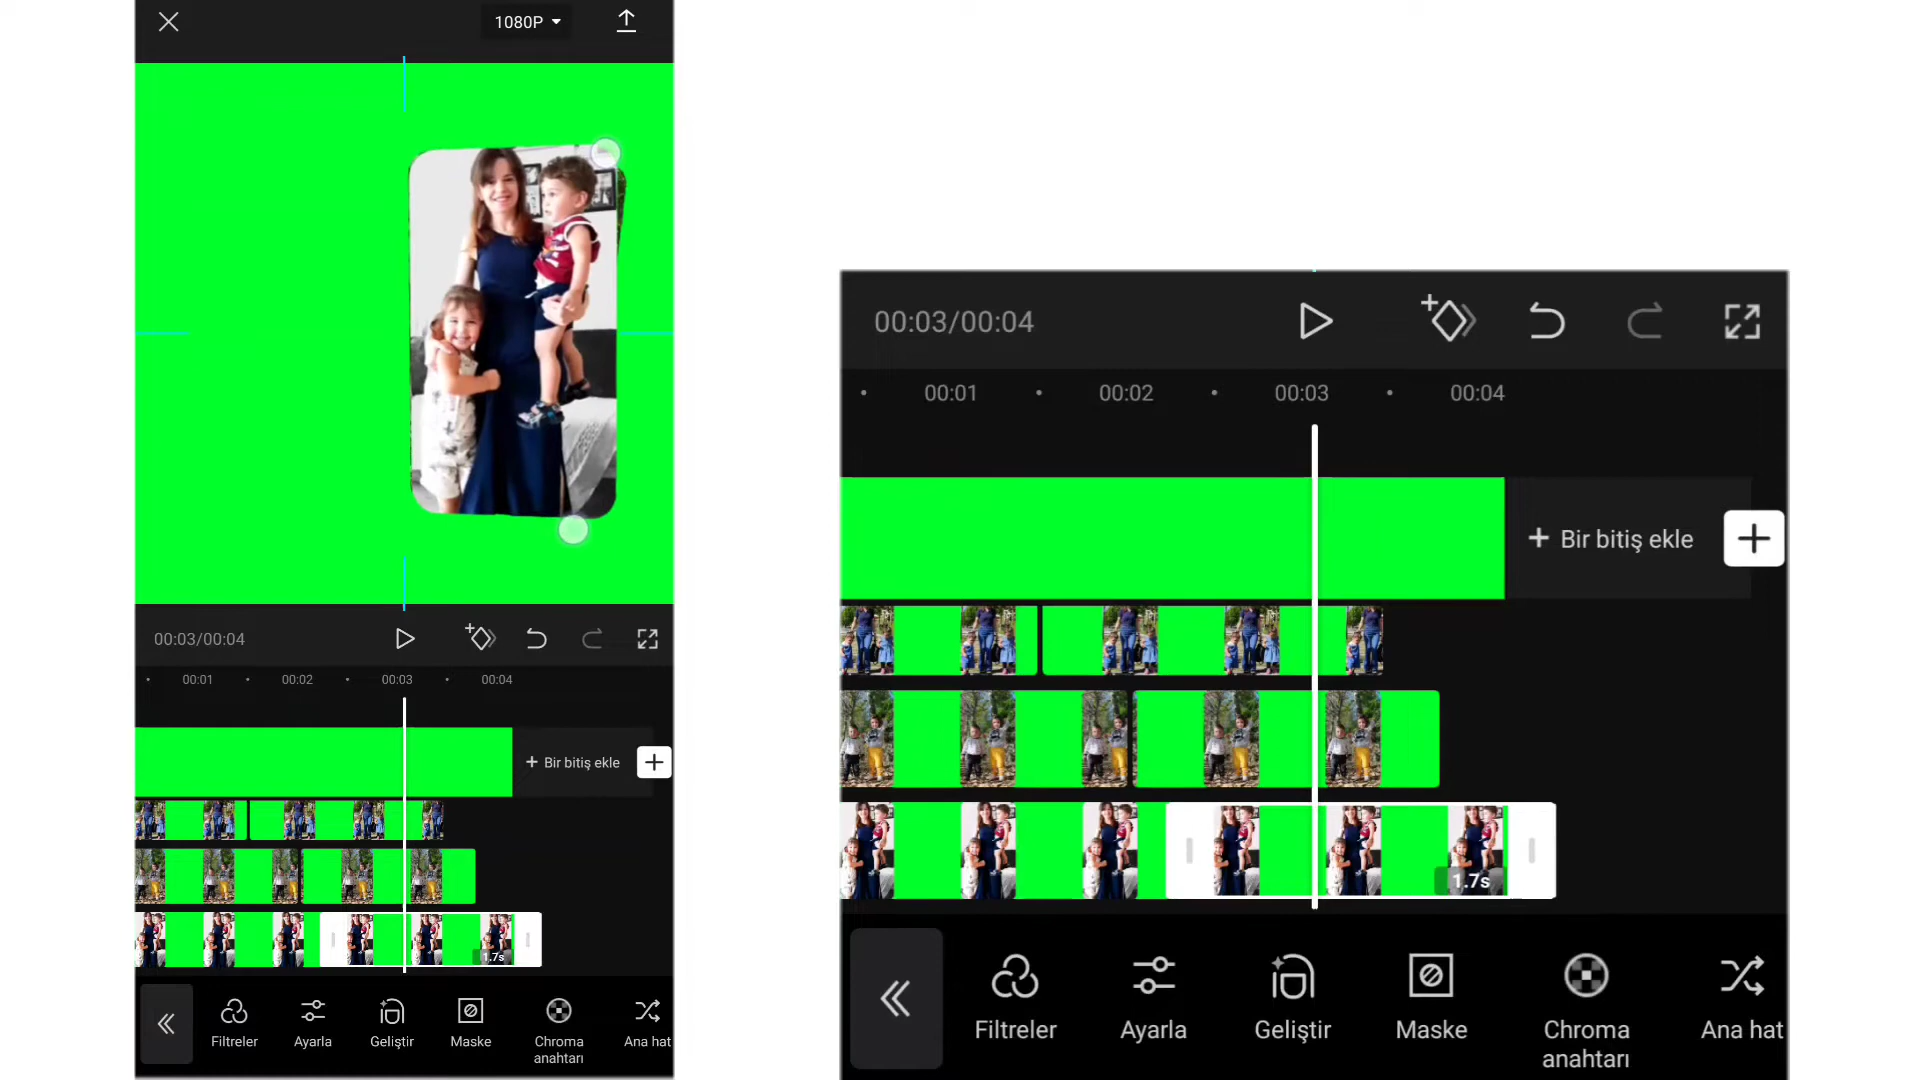 1080P
00:03/00:04
00:01 00:02 00:03 00:04
+ Bir bitiş ekle
1.7s
Filtreler Ayarla Geliştir Maske Chroma anahtarı Ana hat
00:03/00:04
00:01 00:02 00:03 00:04
+ Bir bitiş ekle
1.7s
Filtreler Ayarla Geliştir Maske Chroma anahtarı Ana hat